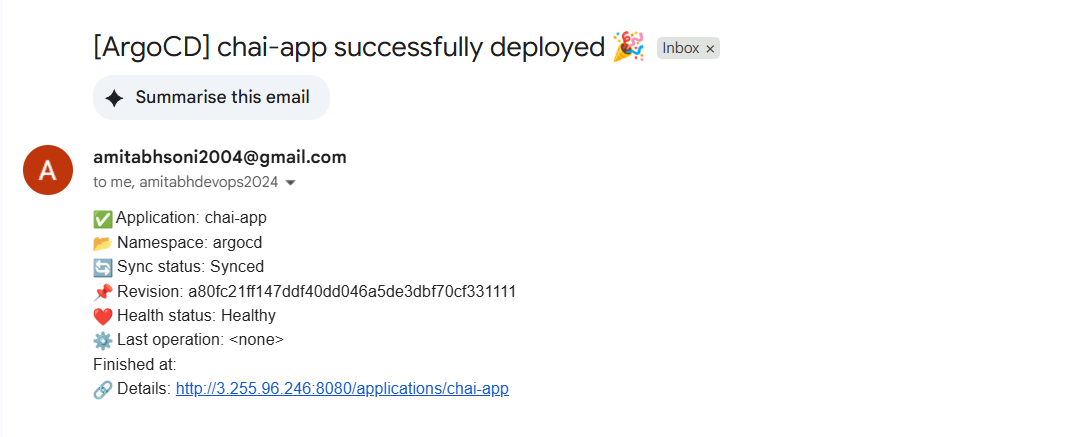 [ArgoCD] chai-app successfully deployed 🎉 Inbox ×
Summarise this email
A
amitabhsoni2004@gmail.com
to me, amitabhdevops2024
✅ Application: chai-app
📂 Namespace: argocd
🔄 Sync status: Synced
📌 Revision: a80fc21ff147ddf40dd046a5de3dbf70cf331111
❤️ Health status: Healthy
⚙️ Last operation: <none>
Finished at:
🔗 Details: http://3.255.96.246:8080/applications/chai-app